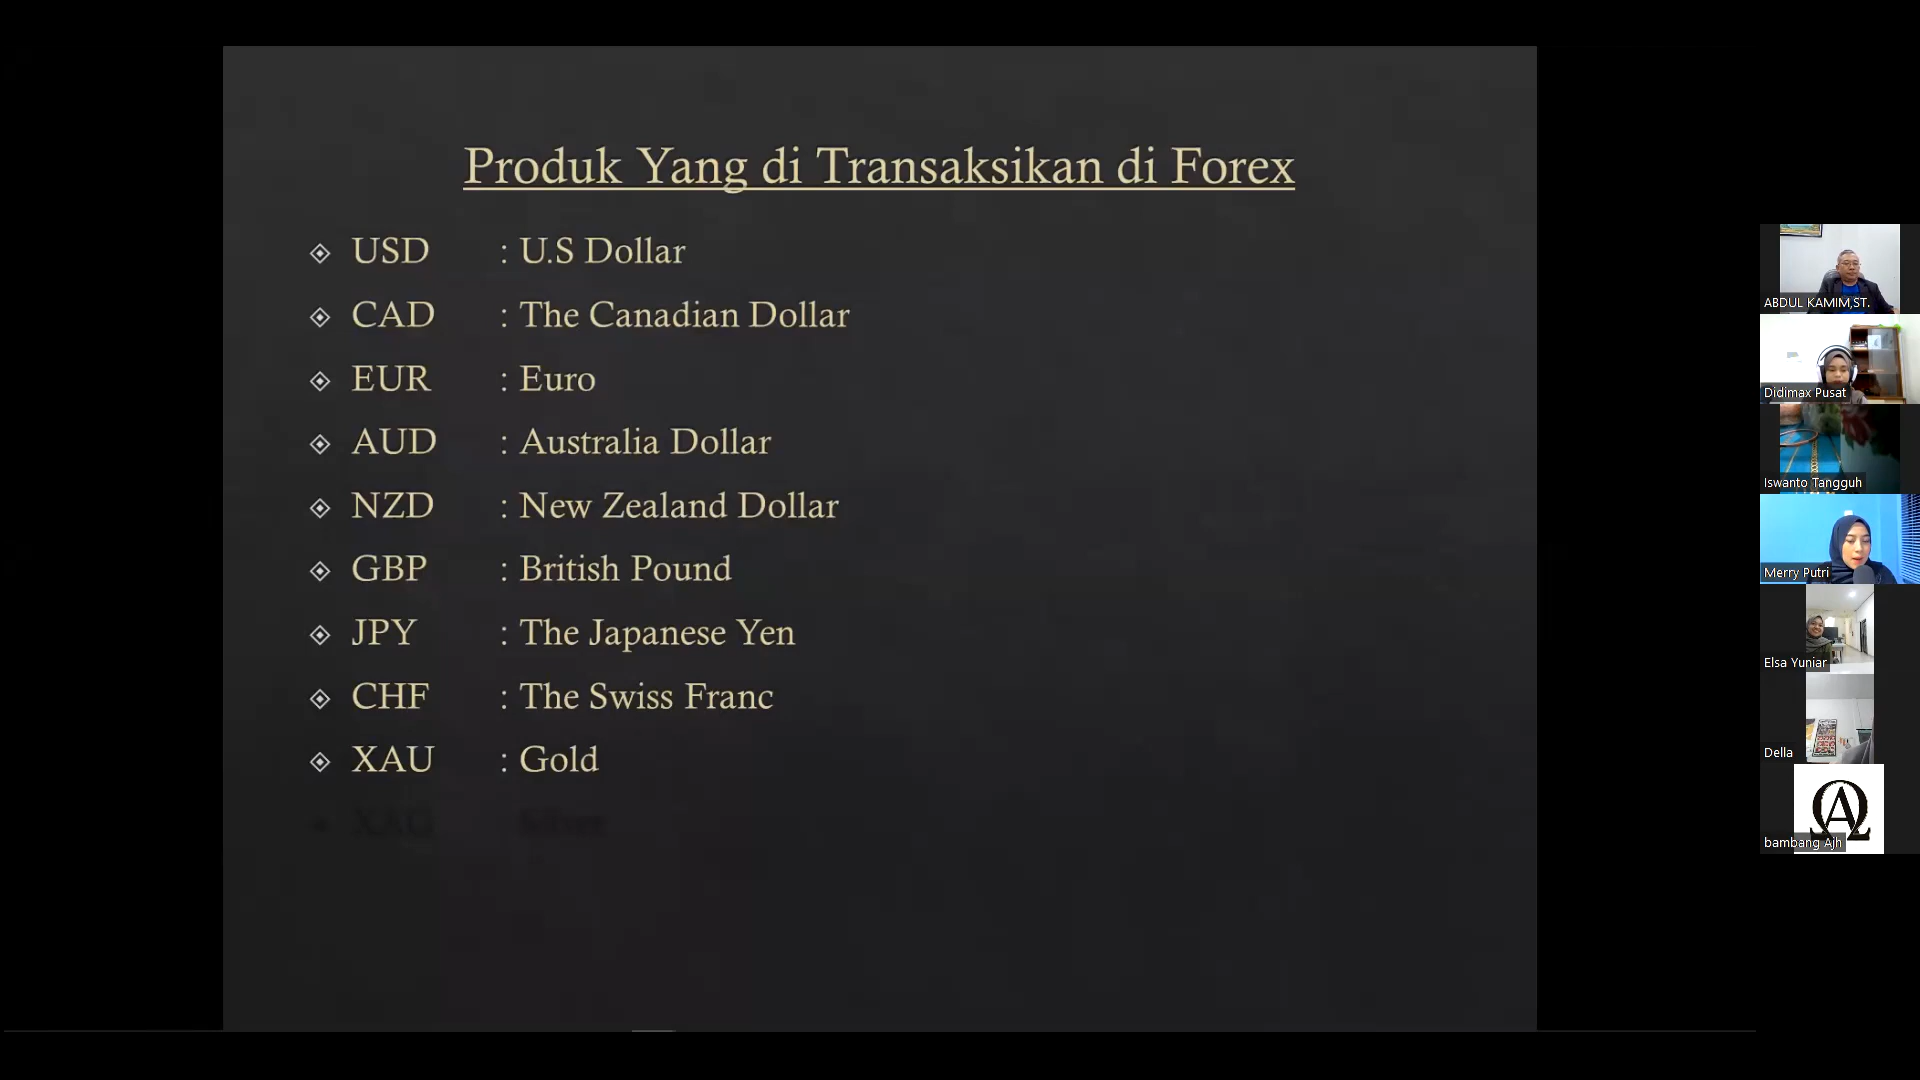 Produk Yang di Transaksikan di Forex
USD : U.S Dollar
CAD : The Canadian Dollar
EUR : Euro
AUD : Australia Dollar
NZD : New Zealand Dollar
GBP : British Pound
JPY : The Japanese Yen
CHF : The Swiss Franc
XAU : Gold
XAG : Silver
ABDUL KAMIM,ST.
Didimax Pusat
Iswanto Tangguh
Merry Putri
Elsa Yuniar
Della
bambang Ajh